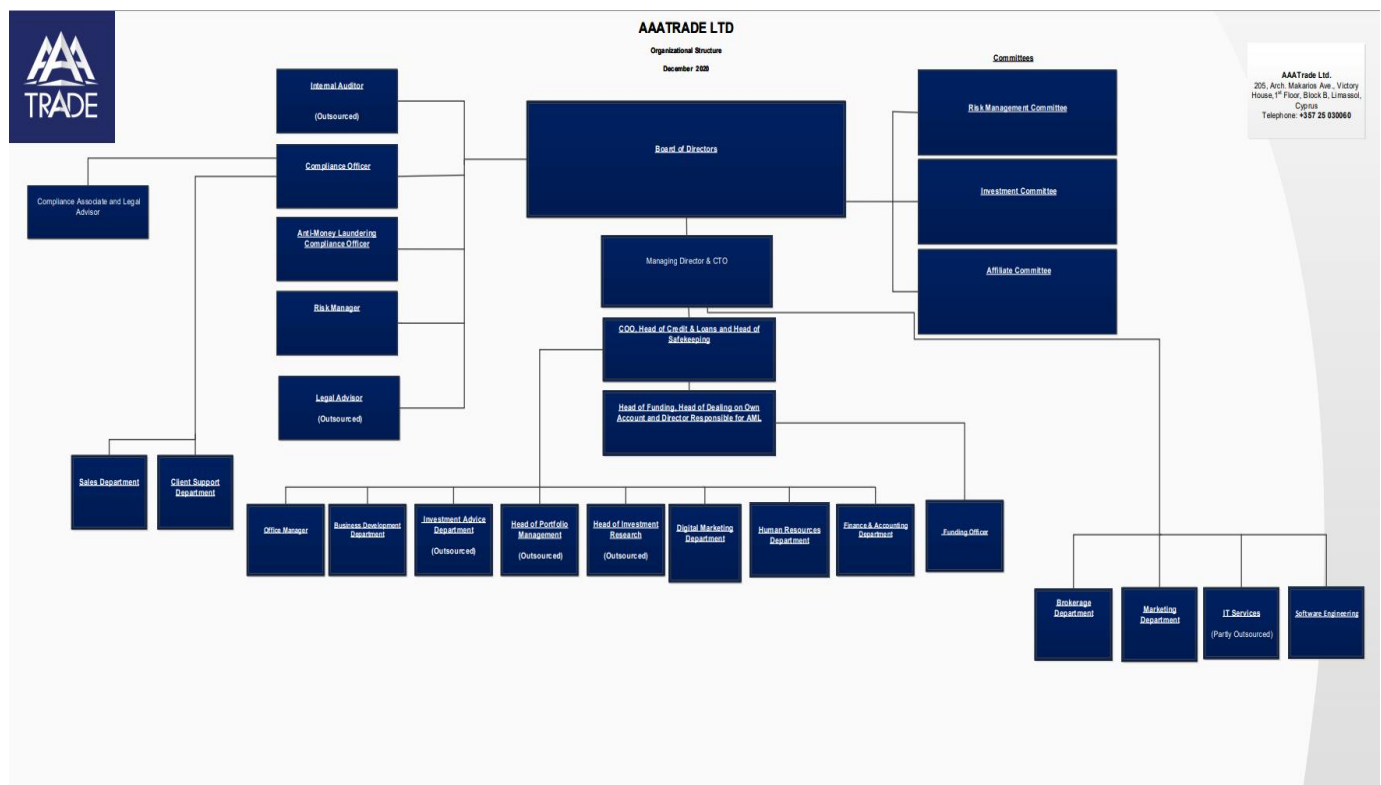 AAA
TRADE
AAATRADE LTD
Organizational Structure
December 2020
Committees
AAATrade Ltd.
205, Arch. Makarios Ave., Victory
House,1st Floor, Block B, Limassol,
Cyprus
Telephone: +357 25 030060
Internal Auditor
(Outsourced)
Compliance Officer
Compliance Associate and Legal
Advisor
Anti-Money Laundering
Compliance Officer
Risk Manager
Legal Advisor
(Outsourced)
Board of Directors
Risk Management Committee
Investment Committee
Affiliate Committee
Managing Director & CTO
COO, Head of Credit & Loans and Head of
Safekeeping
Head of Funding, Head of Dealing on Own
Account and Director Responsible for AML
Sales Department
Client Support
Department
Office Manager
Business Development
Department
Investment Advice
Department
(Outsourced)
Head of Portfolio
Management
(Outsourced)
Head of Investment
Research
(Outsourced)
Digital Marketing
Department
Human Resources
Department
Finance & Accounting
Department
Funding Officer
Brokerage
Department
Marketing
Department
IT Services
(Partly Outsourced)
Software Engineering